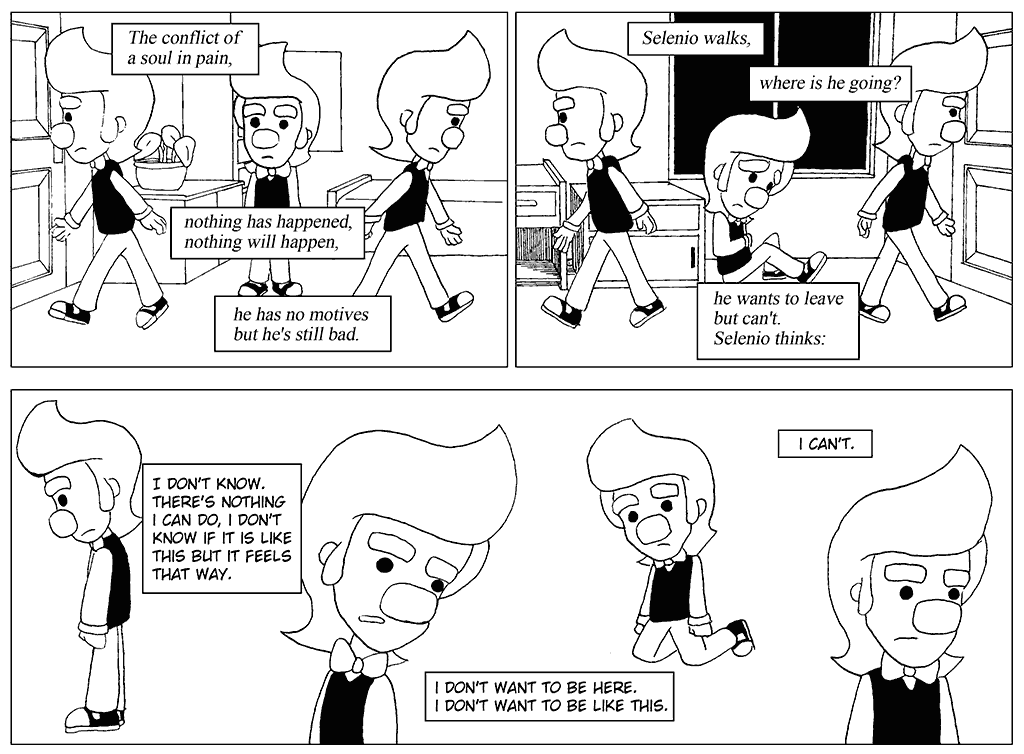 The conflict of
a soul in pain,
nothing has happened,
nothing will happen,
he has no motives
but he's still bad.
Selenio walks,
where is he going?
he wants to leave
but can't.
Selenio thinks:
I DON'T KNOW.
THERE'S NOTHING
I CAN DO, I DON'T
KNOW IF IT IS LIKE
THIS BUT IT FEELS
THAT WAY.
I DON'T WANT TO BE HERE.
I DON'T WANT TO BE LIKE THIS.
I CAN'T.